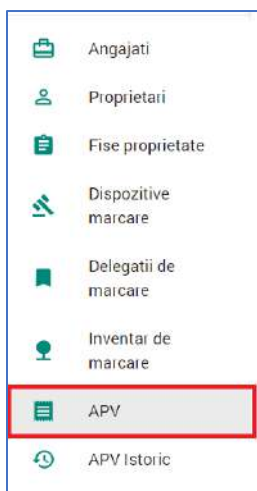 Angajati
Proprietari
Fise proprietate
Dispozitive
marcare
Delegatii de
marcare
Inventar de
marcare
APV
APV Istoric